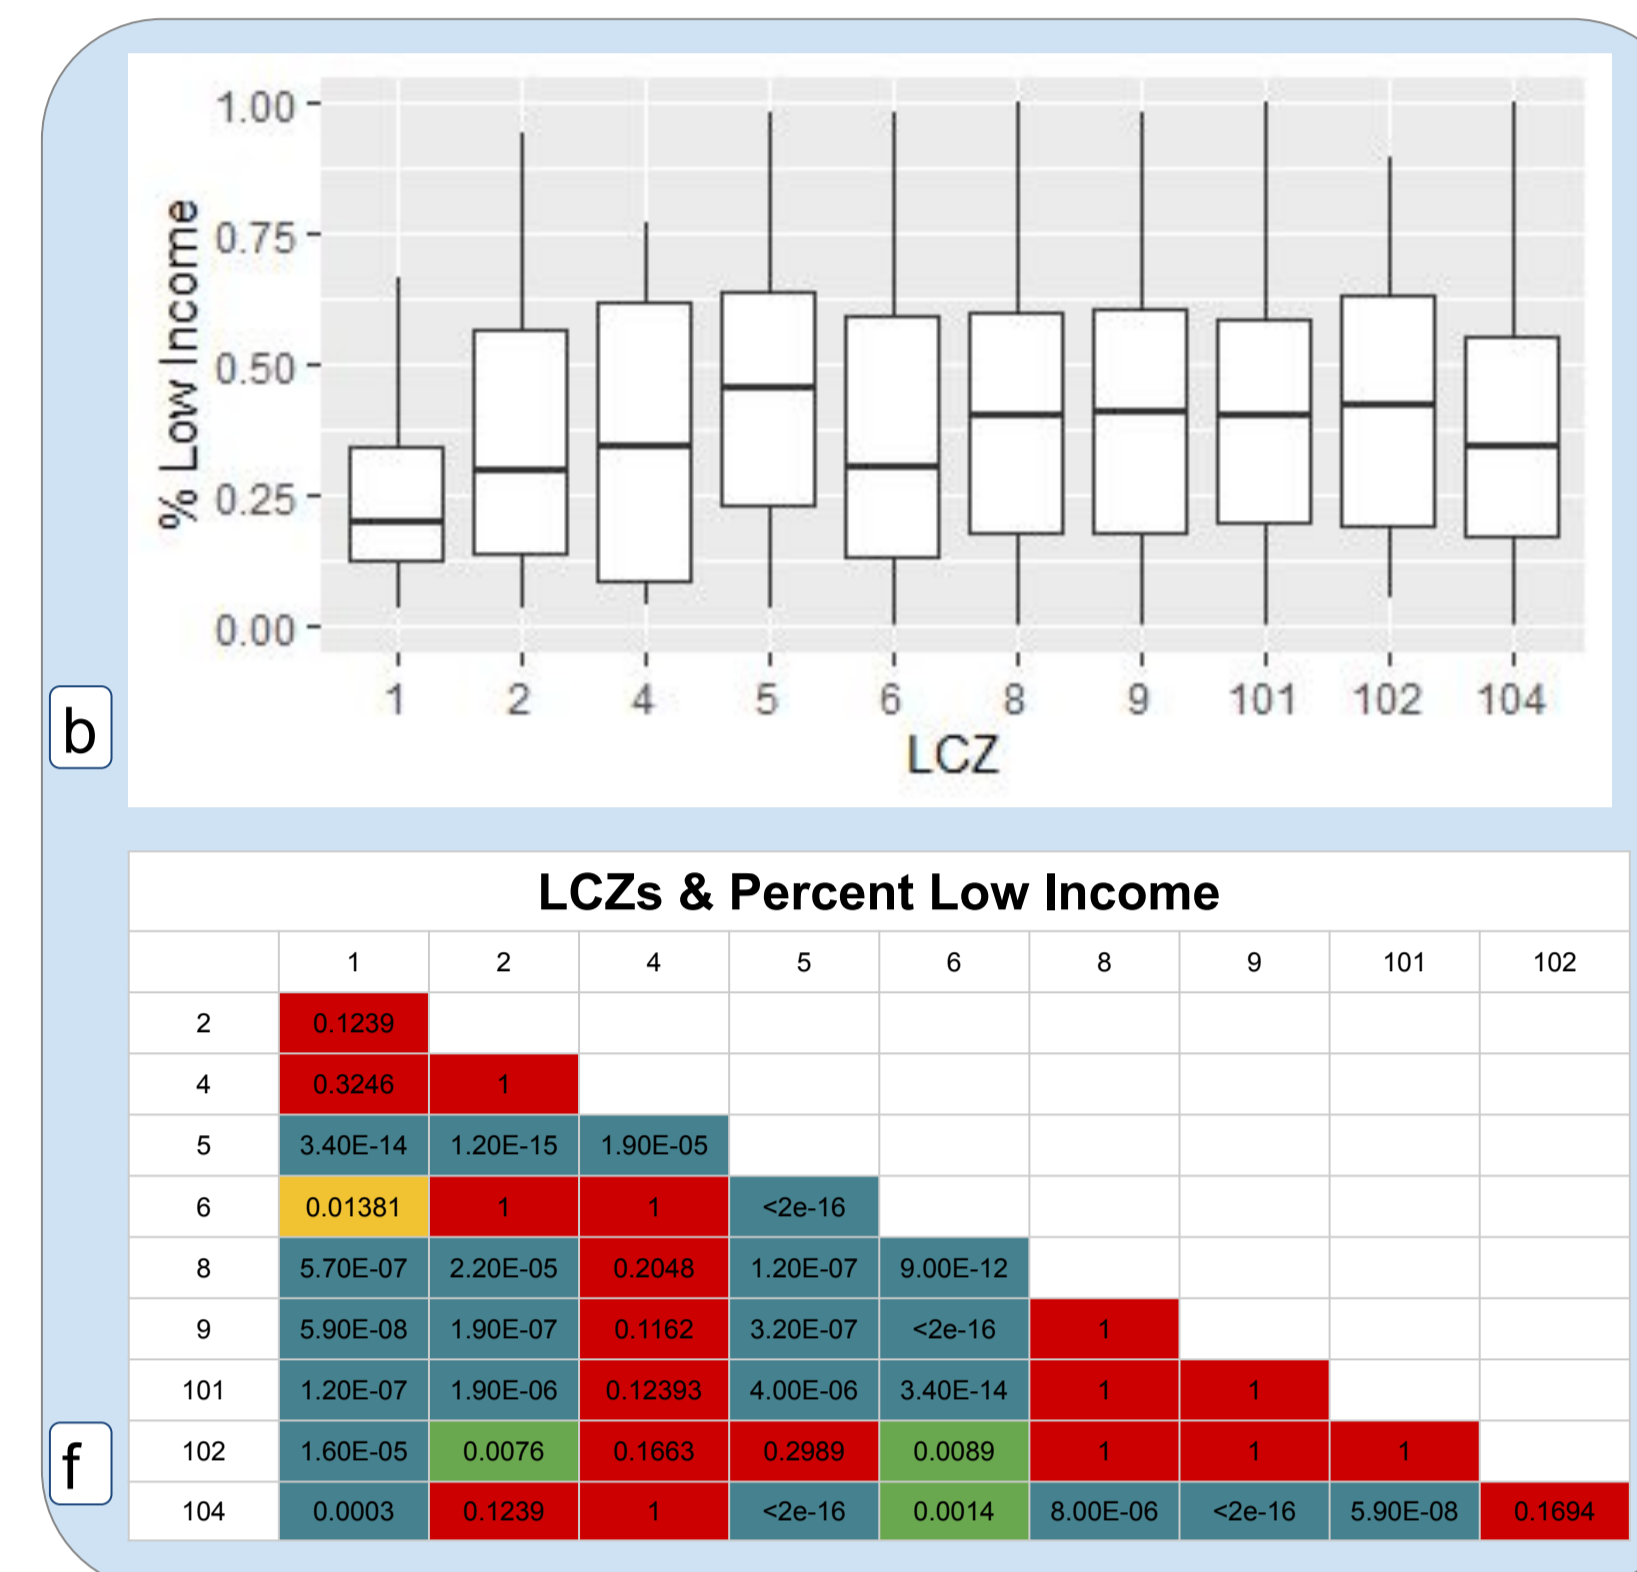 1.00
0.75
0.50
0.25
0.00
% Low Income
1 2 4 5 6 8 9 101 102 104
LCZ
b
LCZs & Percent Low Income
1 2 4 5 6 8 9 101 102
2 0.1239
4 0.3246 1
5 3.40E-14 1.20E-15 1.90E-05
6 0.01381 1 1 <2e-16
8 5.70E-07 2.20E-05 0.2048 1.20E-07 9.00E-12
9 5.90E-08 1.90E-07 0.1162 3.20E-07 <2e-16 1
101 1.20E-07 1.90E-06 0.12393 4.00E-06 3.40E-14 1 1
102 1.60E-05 0.0076 0.1663 0.2989 0.0089 1 1 1
104 0.0003 0.1239 1 <2e-16 0.0014 8.00E-06 <2e-16 5.90E-08 0.1694
f